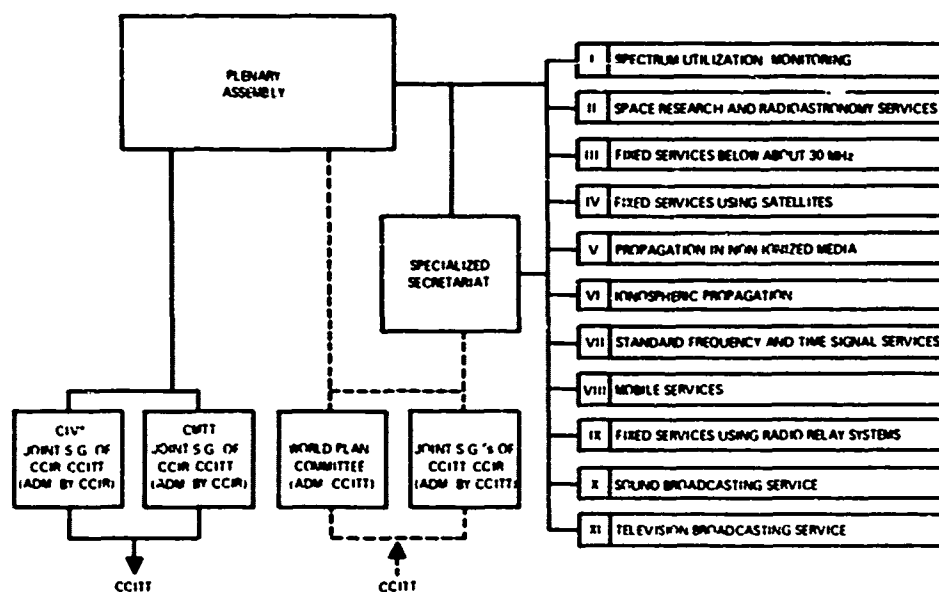 PLENARY
ASSEMBLY
SPECIALIZED
SECRETARIAT
I SPECTRUM UTILIZATION MONITORING
II SPACE RESEARCH AND RADIOASTRONOMY SERVICES
III FIXED SERVICES BELOW ABOUT 30 MHz
IV FIXED SERVICES USING SATELLITES
V PROPAGATION IN NON IONIZED MEDIA
VI IONOSPHERIC PROPAGATION
VII STANDARD FREQUENCY AND TIME SIGNAL SERVICES
VIII MOBILE SERVICES
IX FIXED SERVICES USING RADIO RELAY SYSTEMS
X SOUND BROADCASTING SERVICE
XI TELEVISION BROADCASTING SERVICE
JOINT S.G. OF
CCIR CCITT
(ADM. BY CCIR)
CMTT
JOINT S.G. OF
CCIR CCITT
(ADM. BY CCIR)
WORLD PLAN
COMMITTEE
(ADM. CCITT)
JOINT S.G.'s OF
CCITT CCIR
(ADM. BY CCITT)
CCITT
CCITT